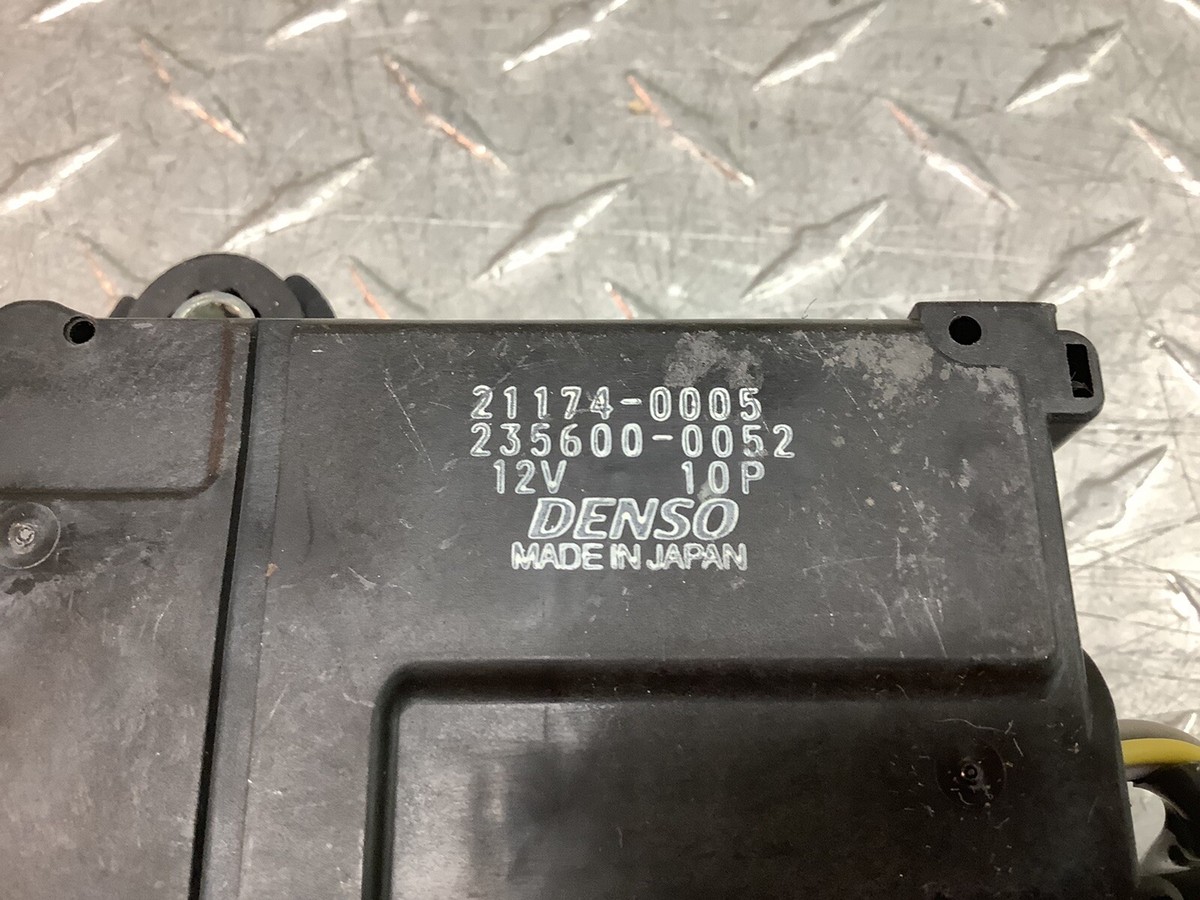 21174-0005
235600-0052
12V 10P
DENSO
MADE IN JAPAN